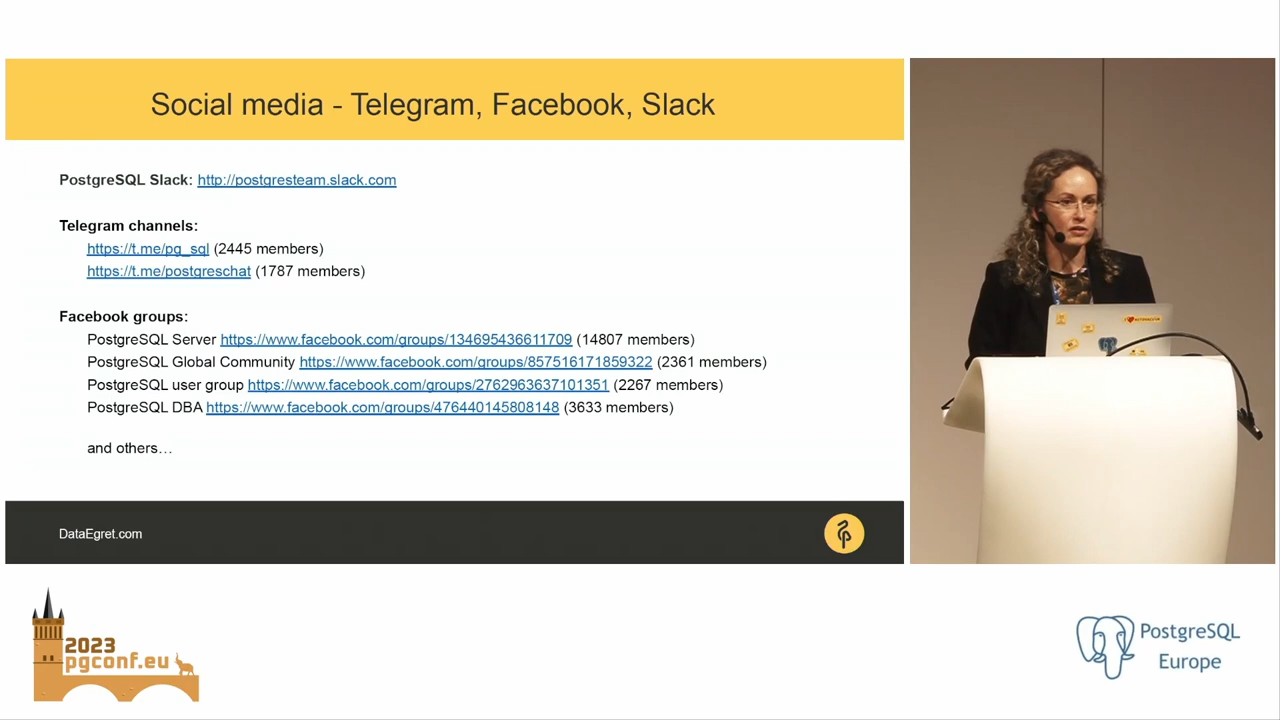 Social media - Telegram, Facebook, Slack
PostgreSQL Slack: http://postgresteam.slack.com
Telegram channels:
https://t.me/pg_sql (2445 members)
https://t.me/postgreschat (1787 members)
Facebook groups:
PostgreSQL Server https://www.facebook.com/groups/134695436611709 (14807 members)
PostgreSQL Global Community https://www.facebook.com/groups/857516171859322 (2361 members)
PostgreSQL user group https://www.facebook.com/groups/2762963637101351 (2267 members)
PostgreSQL DBA https://www.facebook.com/groups/476440145808148 (3633 members)
and others…
DataEgret.com
2023
pgconf.eu
PostgreSQL
Europe